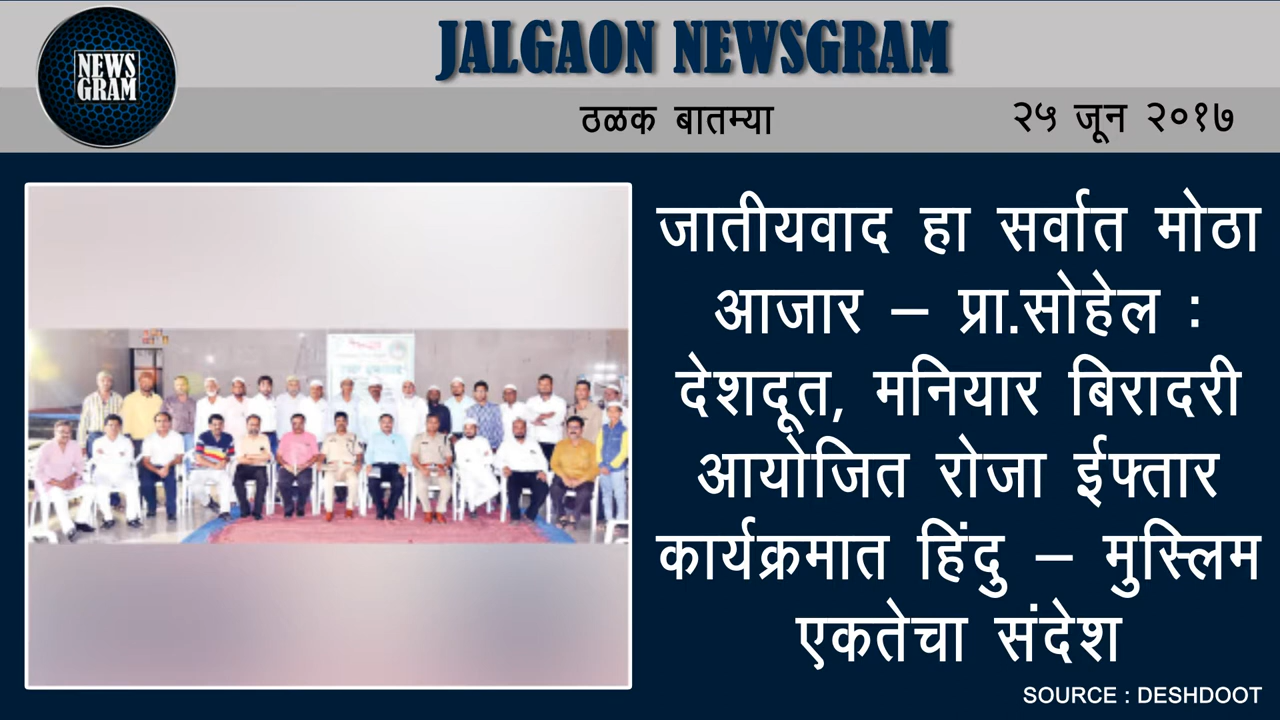 NEWS
GRAM
JALGAON NEWSGRAM
ठळक बातम्या
२५ जून २०१७
जातीयवाद हा सर्वात मोठा
आजार – प्रा.सोहेल :
देशदूत, मनियार बिरादरी
आयोजित रोजा ईफ्तार
कार्यक्रमात हिंदु – मुस्लिम
एकतेचा संदेश
SOURCE : DESHDOOT